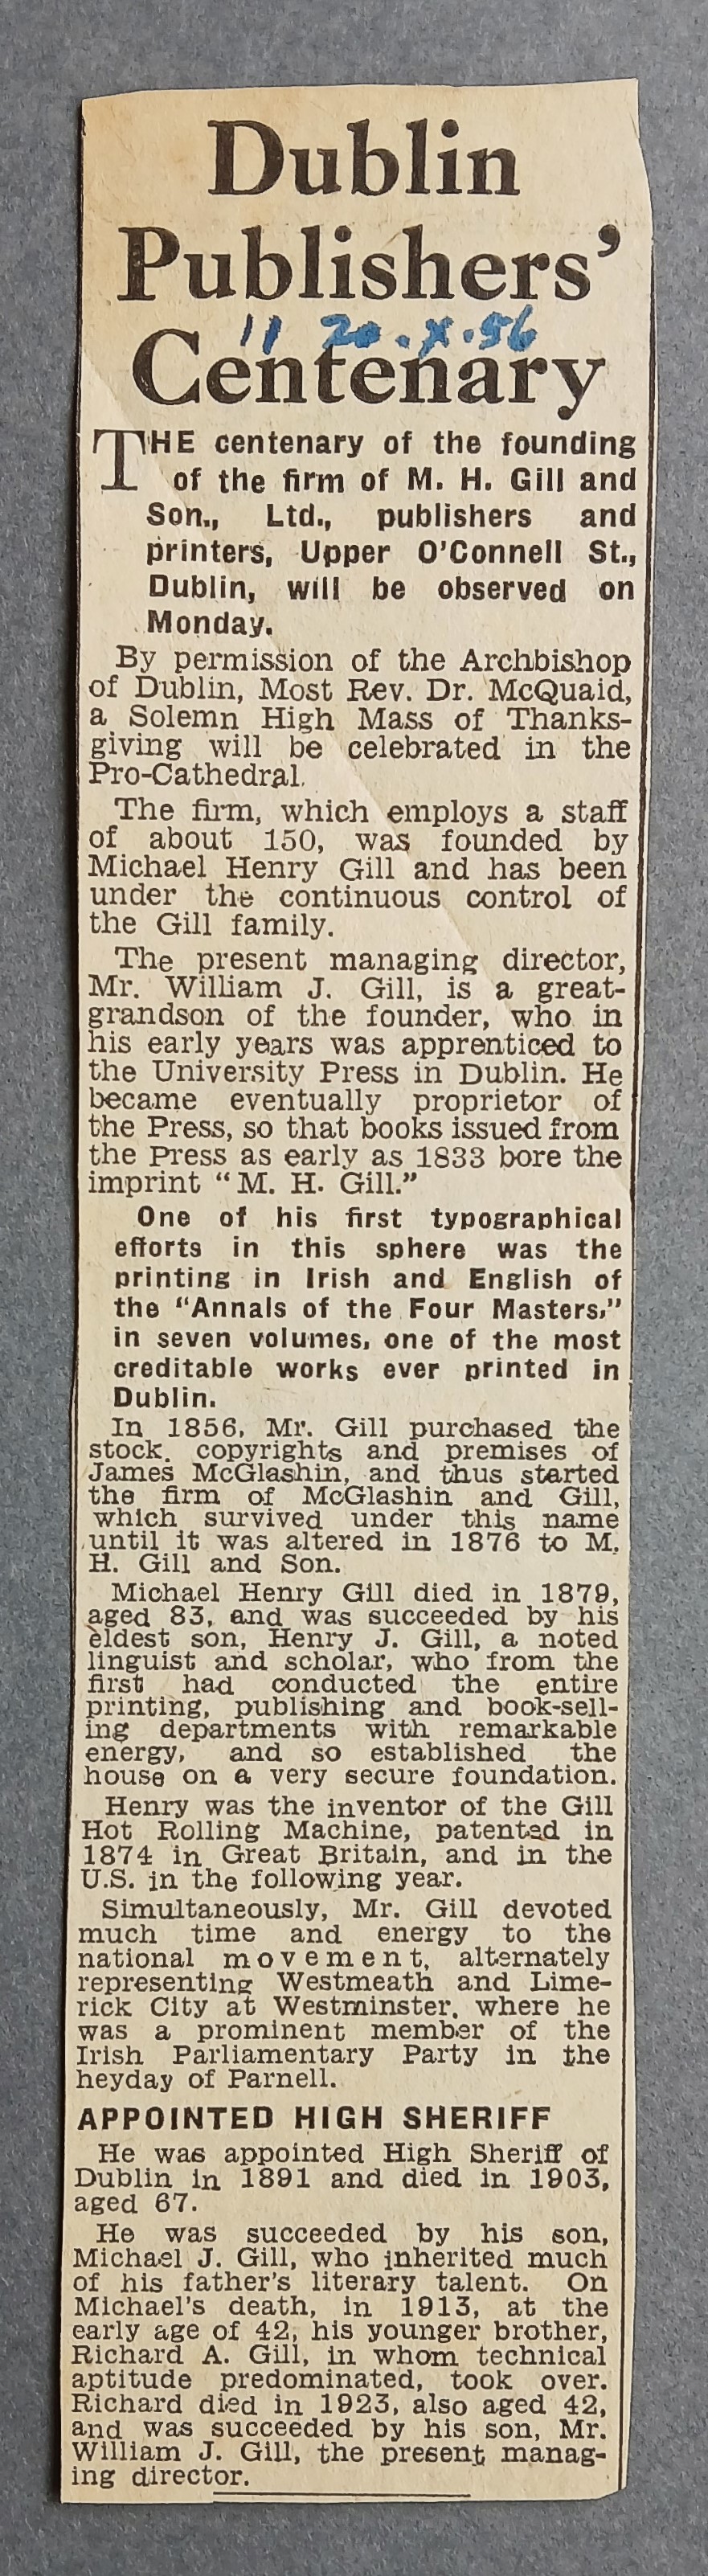 Dublin
Publishers'
11 20.X.56
Centenary
THE centenary of the founding
of the firm of M. H. Gill and
Son., Ltd., publishers and
printers, Upper O'Connell St.,
Dublin, will be observed on
Monday.
By permission of the Archbishop
of Dublin, Most Rev. Dr. McQuaid,
a Solemn High Mass of Thanks-
giving will be celebrated in the
Pro-Cathedral.
The firm, which employs a staff
of about 150, was founded by
Michael Henry Gill and has been
under the continuous control of
the Gill family.
The present managing director,
Mr. William J. Gill, is a great-
grandson of the founder, who in
his early years was apprenticed to
the University Press in Dublin. He
became eventually proprietor of
the Press, so that books issued from
the Press as early as 1833 bore the
imprint "M. H. Gill."
One of his first typographical
efforts in this sphere was the
printing in Irish and English of
the "Annals of the Four Masters,"
in seven volumes, one of the most
creditable works ever printed in
Dublin.
In 1856, Mr. Gill purchased the
stock, copyrights and premises of
James McGlashin, and thus started
the firm of McGlashin and Gill,
which survived under this name
until it was altered in 1876 to M.
H. Gill and Son.
Michael Henry Gill died in 1879,
aged 83, and was succeeded by his
eldest son, Henry J. Gill, a noted
linguist and scholar, who from the
first had conducted the entire
printing, publishing and book-sell-
ing departments with remarkable
energy, and so established the
house on a very secure foundation.
Henry was the inventor of the Gill
Hot Rolling Machine, patented in
1874 in Great Britain, and in the
U.S. in the following year.
Simultaneously, Mr. Gill devoted
much time and energy to the
national movement, alternately
representing Westmeath and Lime-
rick City at Westminster, where he
was a prominent member of the
Irish Parliamentary Party in the
heyday of Parnell.
APPOINTED HIGH SHERIFF
He was appointed High Sheriff of
Dublin in 1891 and died in 1903,
aged 67.
He was succeeded by his son,
Michael J. Gill, who inherited much
of his father's literary talent. On
Michael's death, in 1913, at the
early age of 42, his younger brother,
Richard A. Gill, in whom technical
aptitude predominated, took over.
Richard died in 1923, also aged 42,
and was succeeded by his son, Mr.
William J. Gill, the present manag-
ing director.